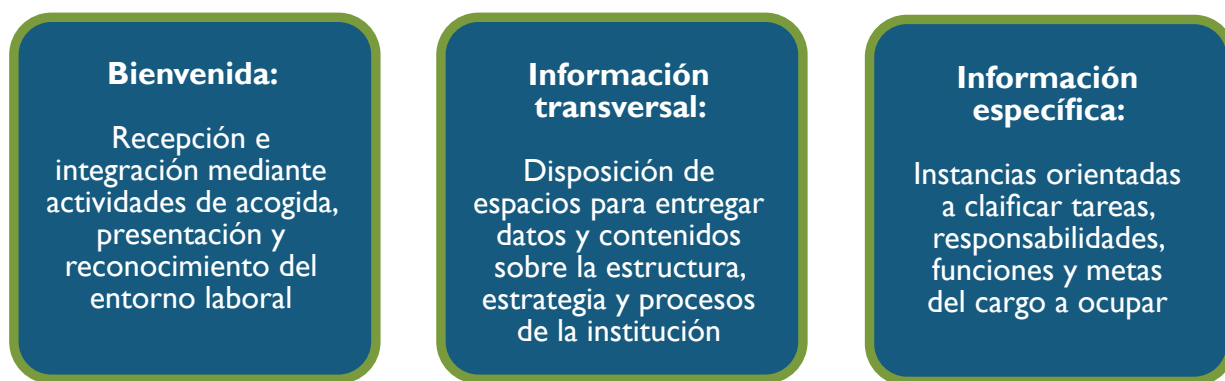 Bienvenida:
Recepción e
integración mediante
actividades de acogida,
presentación y
reconocimiento del
entorno laboral
Información
transversal:
Disposición de
espacios para entregar
datos y contenidos
sobre la estructura,
estrategia y procesos
de la institución
Información
específica:
Instancias orientadas
a claificar tareas,
responsabilidades,
funciones y metas
del cargo a ocupar